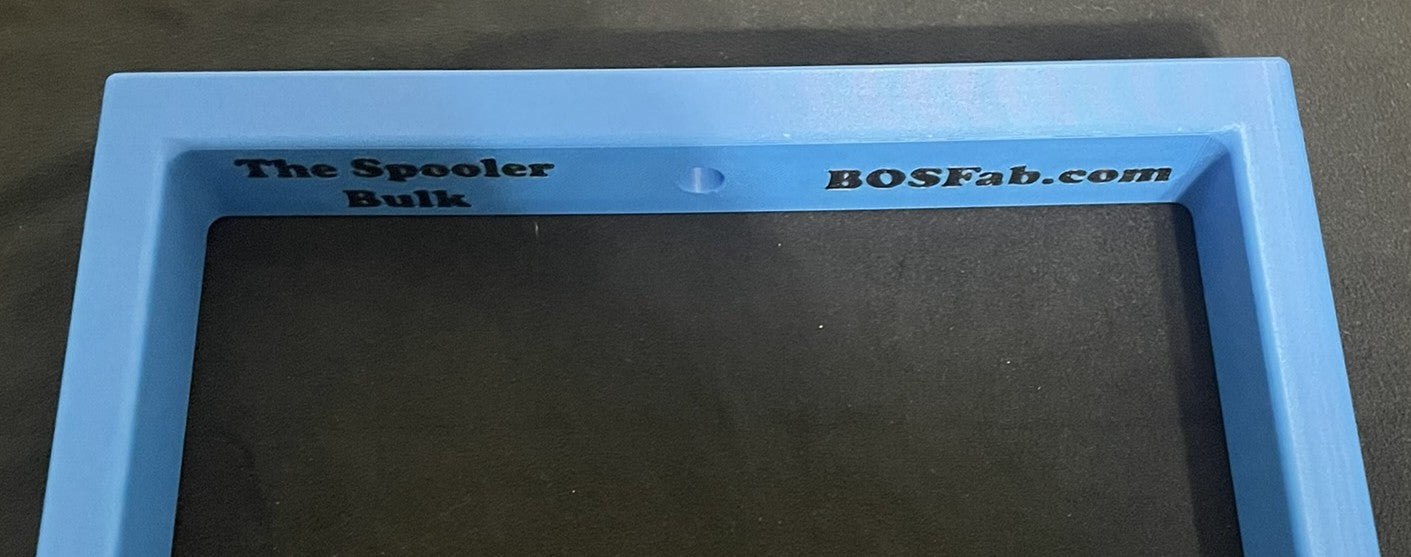 The Spooler
Bulk
BOSFab.com